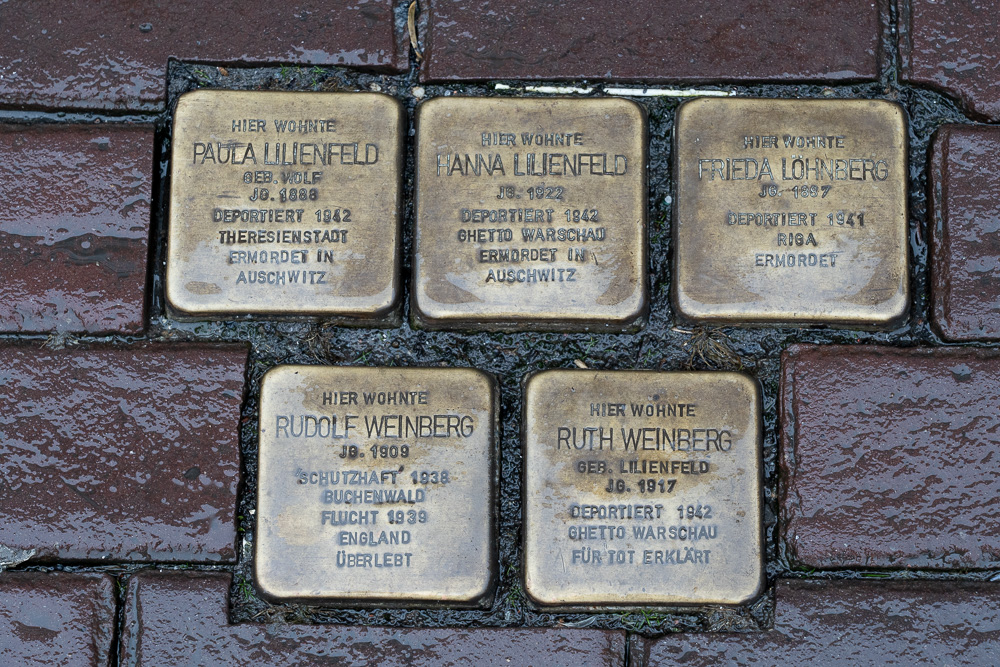 HIER WOHNTE
PAULA LILIENFELD
GEB. WOLF
JG. 1888
DEPORTIERT 1942
THERESIENSTADT
ERMORDET IN
AUSCHWITZ
HIER WOHNTE
HANNA LILIENFELD
JG. 1922
DEPORTIERT 1942
GHETTO WARSCHAU
ERMORDET IN
AUSCHWITZ
HIER WOHNTE
FRIEDA LÖHNBERG
JG. 1887
DEPORTIERT 1941
RIGA
ERMORDET
HIER WOHNTE
RUDOLF WEINBERG
JG. 1909
'SCHUTZHAFT' 1938
BUCHENWALD
FLUCHT 1939
ENGLAND
ÜBERLEBT
HIER WOHNTE
RUTH WEINBERG
GEB. LILIENFELD
JG. 1917
DEPORTIERT 1942
GHETTO WARSCHAU
FÜR TOT ERKLÄRT